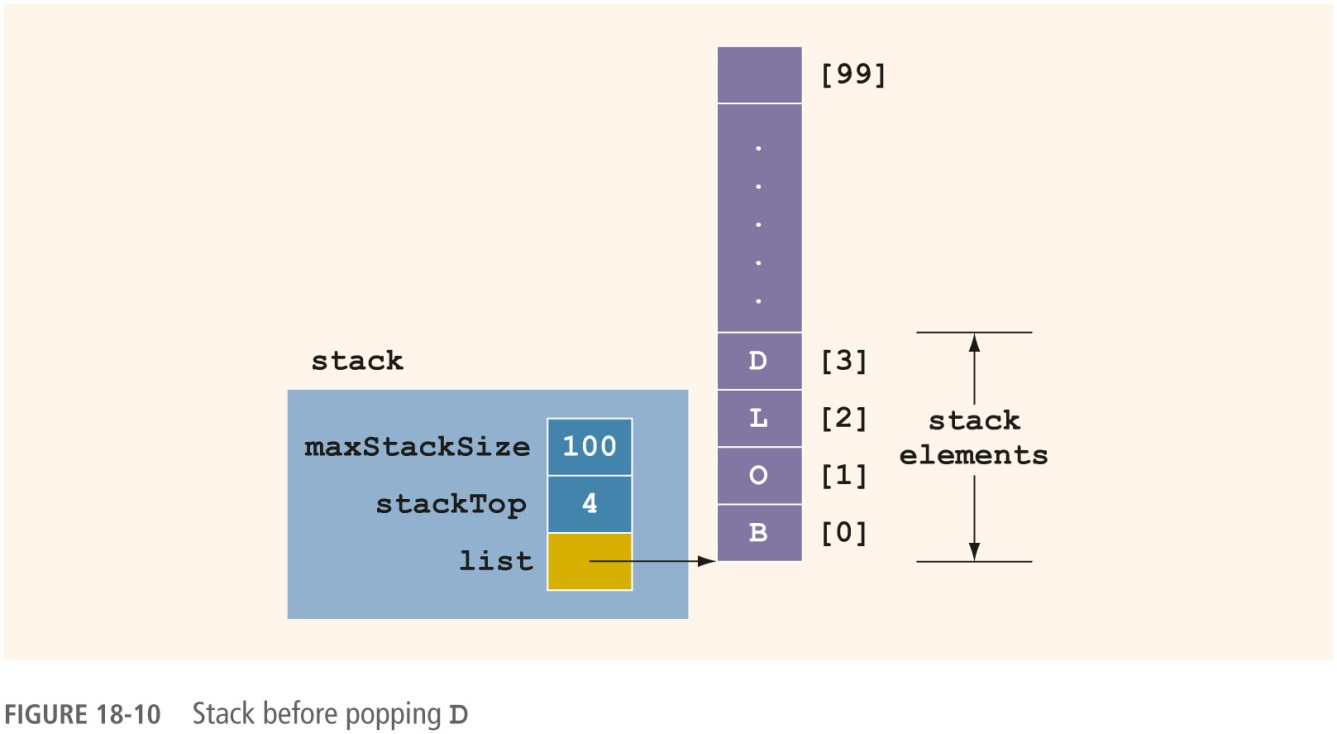 [99]
.
.
.
.
.
D [3]
L [2]
O [1]
B [0]
stack
elements
stack
maxStackSize 100
stackTop 4
list
FIGURE 18-10 Stack before popping D